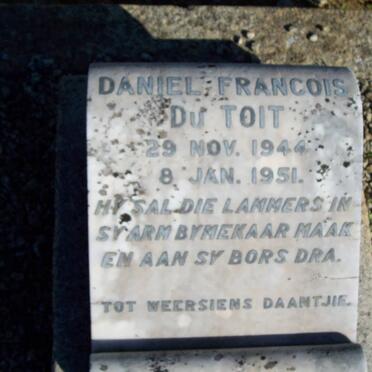 DANIEL FRANCOIS
DU TOIT
29 NOV. 1944
8 JAN. 1951.
HY SAL DIE LAMMERS IN
SY ARM BYMEKAAR MAAK
EN AAN SY BORS DRA.
TOT WEERSIENS DAANTJIE.